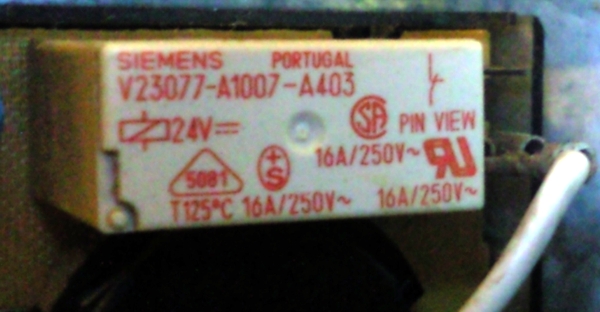 SIEMENS PORTUGAL
V23077-A1007-A403
24V⎓ PIN VIEW
16A/250V~
5081 +S
T125°C 16A/250V~ 16A/250V~